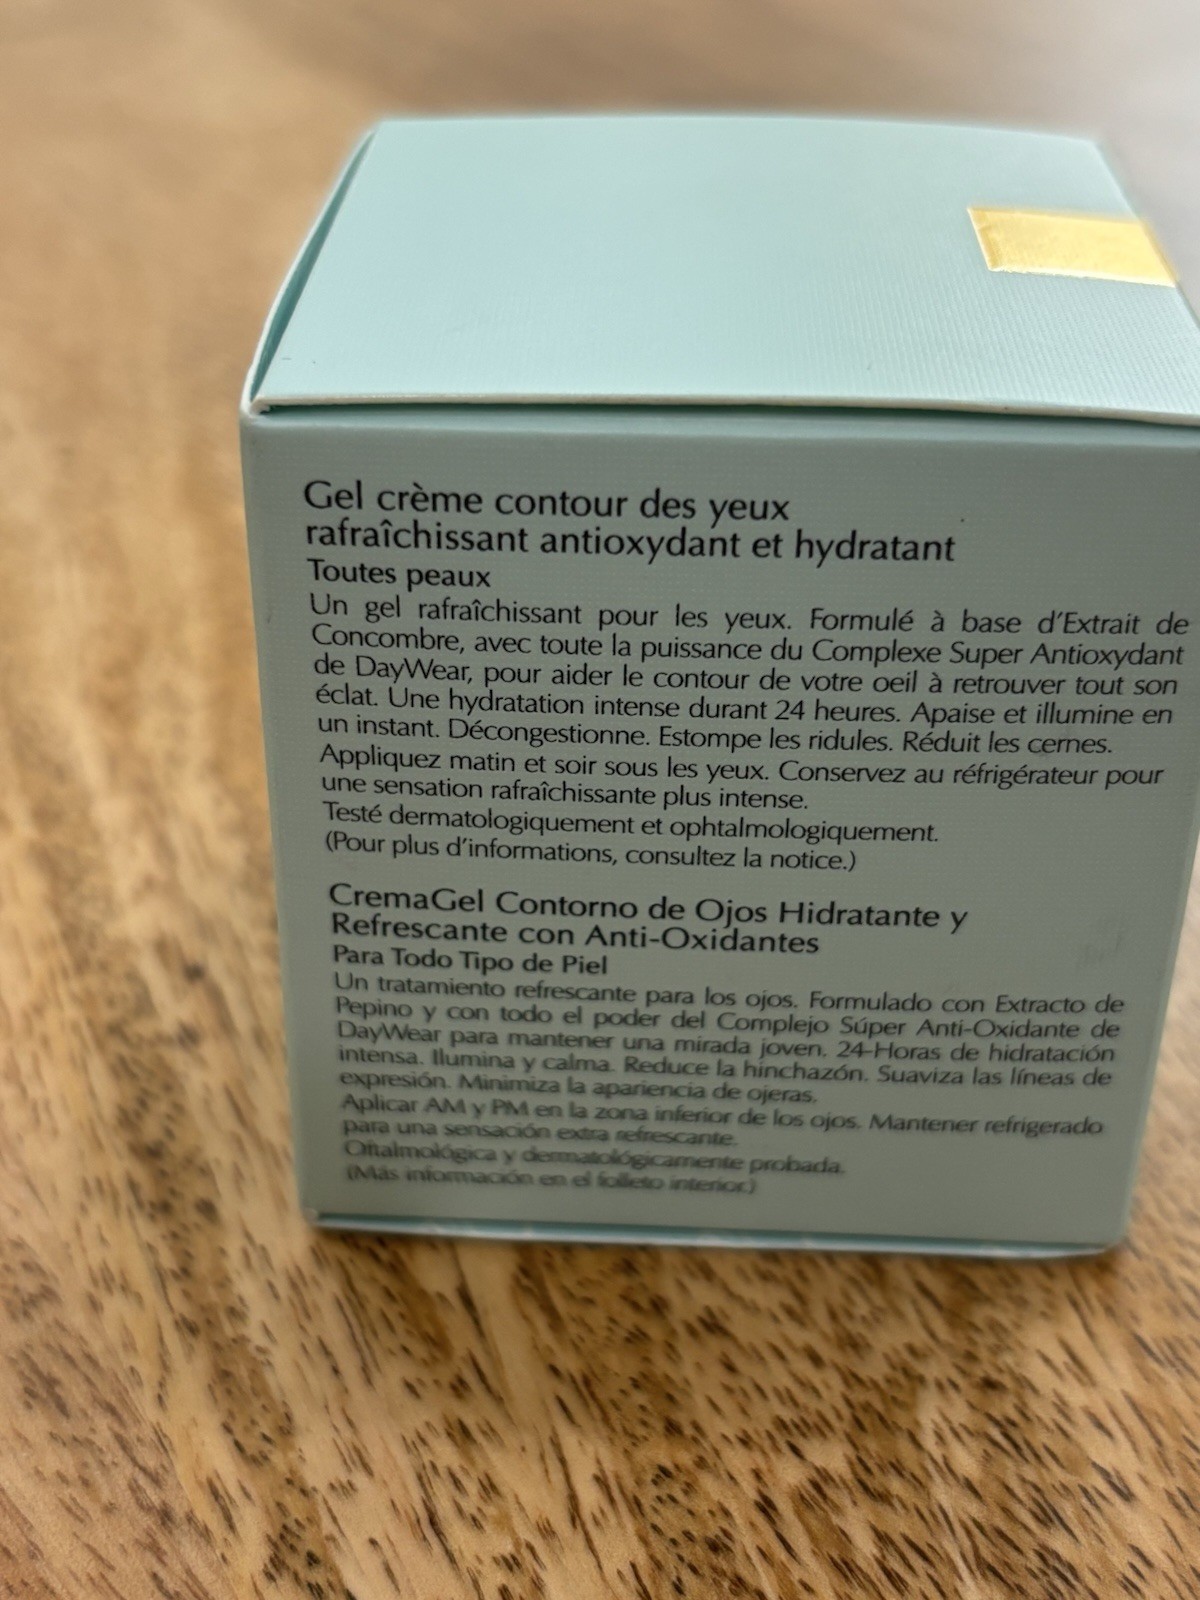 Gel crème contour des yeux
rafraîchissant antioxydant et hydratant
Toutes peaux
Un gel rafraîchissant pour les yeux. Formulé à base d'Extrait de
Concombre, avec toute la puissance du Complexe Super Antioxydant
de DayWear, pour aider le contour de votre oeil à retrouver tout son
éclat. Une hydratation intense durant 24 heures. Apaise et illumine en
un instant. Décongestionne. Estompe les ridules. Réduit les cernes.
Appliquez matin et soir sous les yeux. Conservez au réfrigérateur pour
une sensation rafraîchissante plus intense.
Testé dermatologiquement et ophtalmologiquement.
(Pour plus d'informations, consultez la notice.)
CremaGel Contorno de Ojos Hidratante y
Refrescante con Anti-Oxidantes
Para Todo Tipo de Piel
Un tratamiento refrescante para los ojos. Formulado con Extracto de
Pepino y con todo el poder del Complejo Súper Anti-Oxidante de
DayWear para mantener una mirada joven. 24-Horas de hidratación
intensa. Ilumina y calma. Reduce la hinchazón. Suaviza las líneas de
expresión. Minimiza la apariencia de ojeras.
Aplicar AM y PM en la zona inferior de los ojos. Mantener refrigerado
para una sensación extra refrescante.
Oftalmológica y dermatológicamente probada.
(Más información en el folleto interior.)